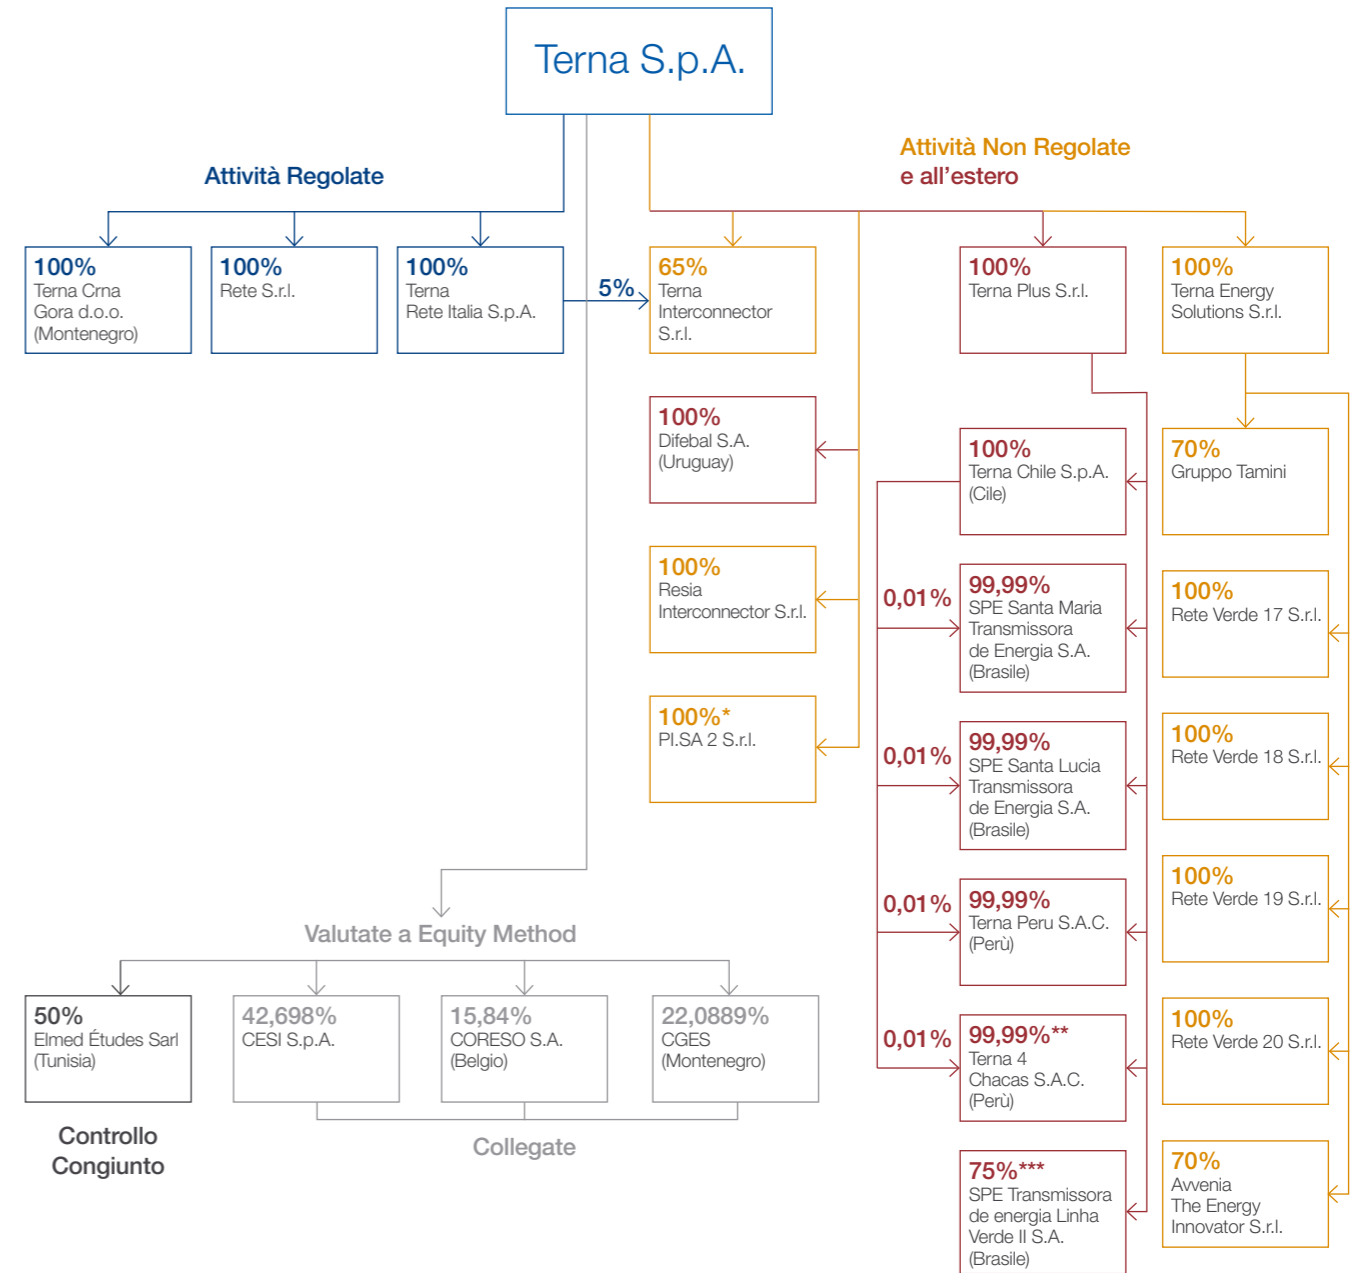 Terna S.p.A.
Attività Regolate
Attività Non Regolate
e all'estero
100%
Terna Crna
Gora d.o.o.
(Montenegro)
100%
Rete S.r.l.
100%
Terna
Rete Italia S.p.A.
5%
65%
Terna
Interconnector
S.r.l.
100%
Terna Plus S.r.l.
100%
Terna Energy
Solutions S.r.l.
100%
Difebal S.A.
(Uruguay)
100%
Terna Chile S.p.A.
(Cile)
70%
Gruppo Tamini
100%
Resia
Interconnector S.r.l.
0,01%
99,99%
SPE Santa Maria
Transmissora
de Energia S.A.
(Brasile)
100%
Rete Verde 17 S.r.l.
100%*
PI.SA 2 S.r.l.
0,01%
99,99%
SPE Santa Lucia
Transmissora
de Energia S.A.
(Brasile)
100%
Rete Verde 18 S.r.l.
0,01%
99,99%
Terna Peru S.A.C.
(Perù)
100%
Rete Verde 19 S.r.l.
Valutate a Equity Method
50%
Elmed Études Sarl
(Tunisia)
42,698%
CESI S.p.A.
15,84%
CORESO S.A.
(Belgio)
22,0889%
CGES
(Montenegro)
0,01%
99,99%**
Terna 4
Chacas S.A.C.
(Perù)
100%
Rete Verde 20 S.r.l.
Controllo
Congiunto
Collegate
75%***
SPE Transmissora
de energia Linha
Verde II S.A.
(Brasile)
70%
Avvenia
The Energy
Innovator S.r.l.